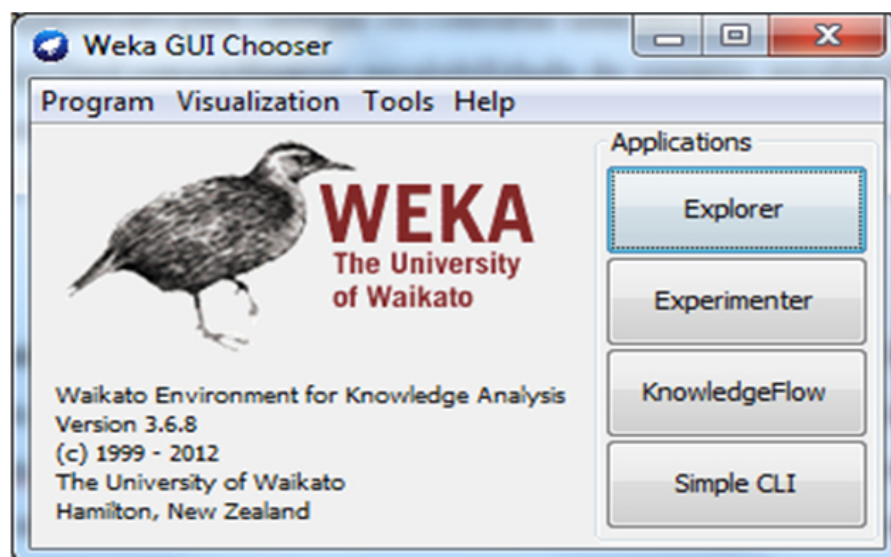 Weka GUI Chooser
Program Visualization Tools Help
WEKA
The University
of Waikato
Waikato Environment for Knowledge Analysis
Version 3.6.8
(c) 1999 - 2012
The University of Waikato
Hamilton, New Zealand
Applications
Explorer
Experimenter
KnowledgeFlow
Simple CLI